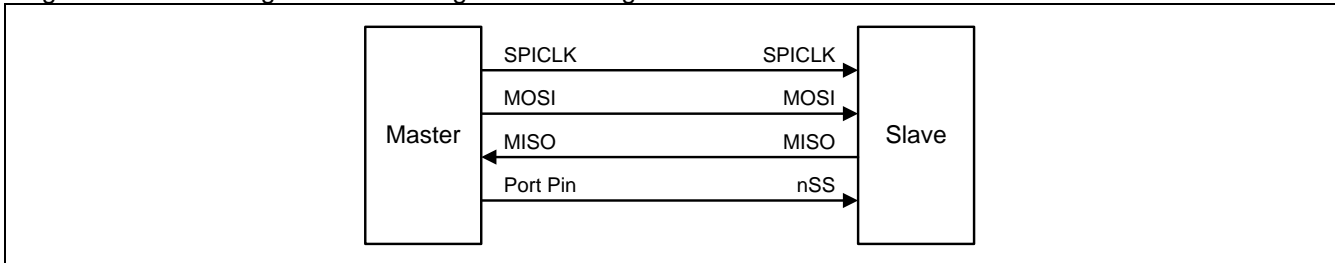 SPICLK SPICLK
MOSI MOSI
Master MISO MISO Slave
Port Pin nSS